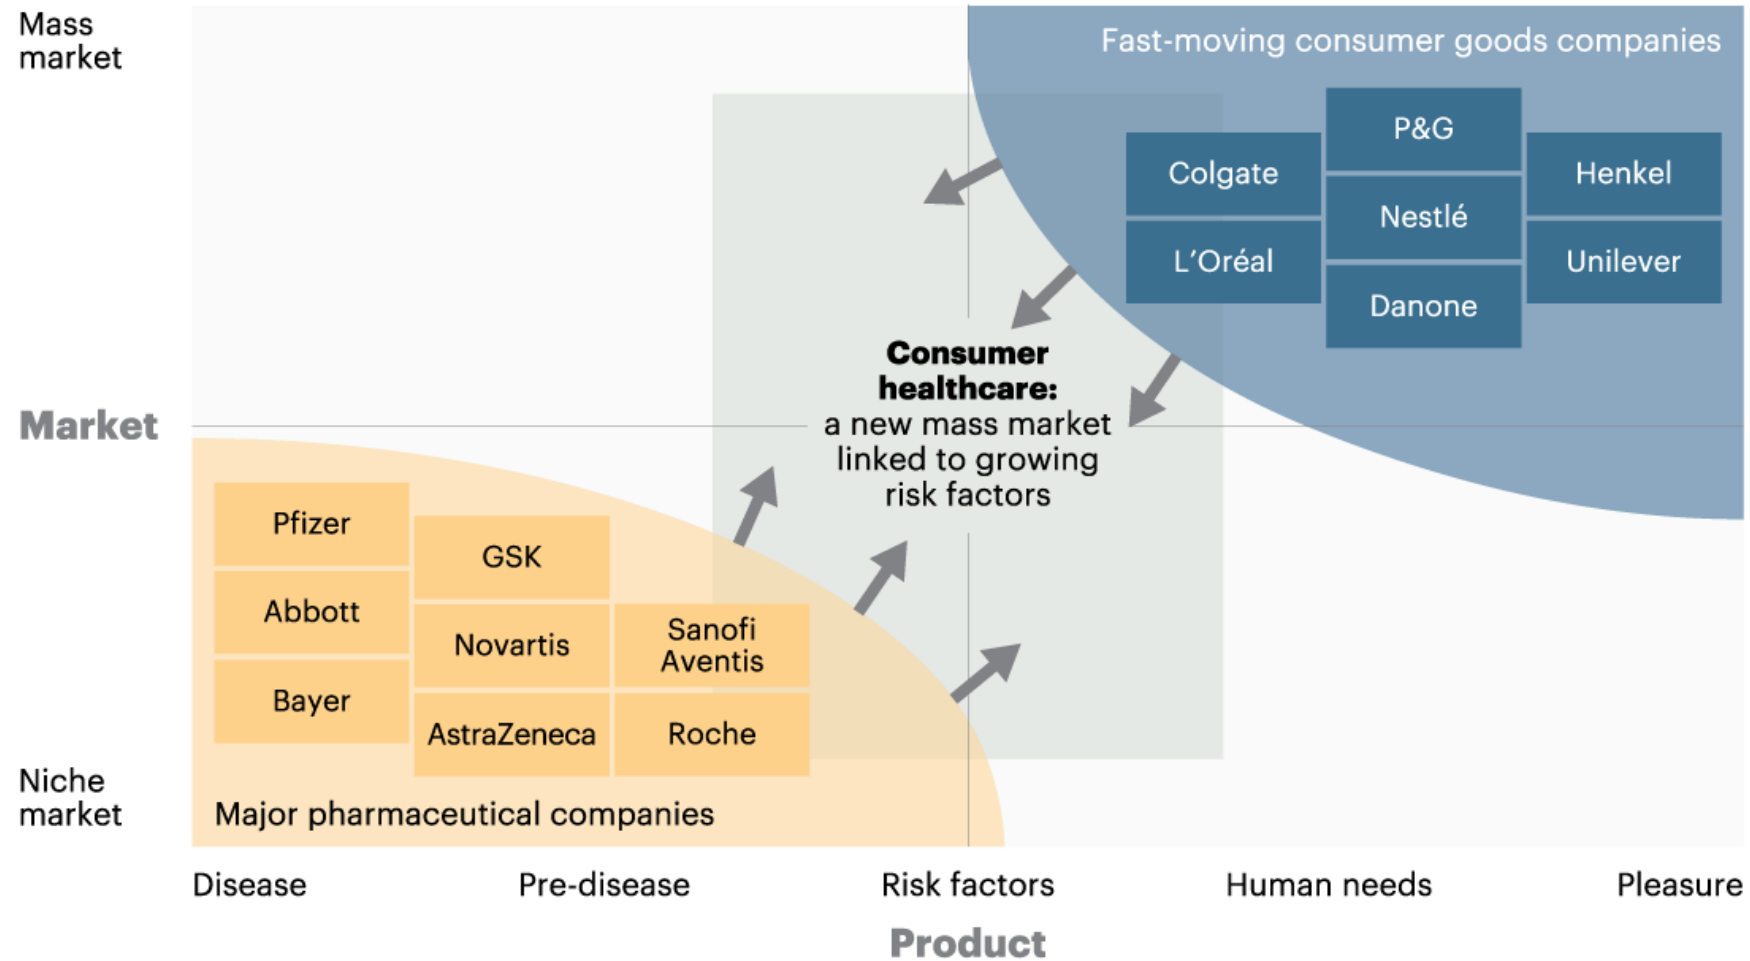 Mass
market
Fast-moving consumer goods companies
P&G
Colgate
Henkel
Nestlé
L’Oréal
Unilever
Danone
Consumer
healthcare:
a new mass market
linked to growing
risk factors
Market
Pfizer
GSK
Abbott
Novartis
Sanofi
Aventis
Bayer
AstraZeneca
Roche
Niche
market
Major pharmaceutical companies
Disease
Pre-disease
Risk factors
Human needs
Pleasure
Product